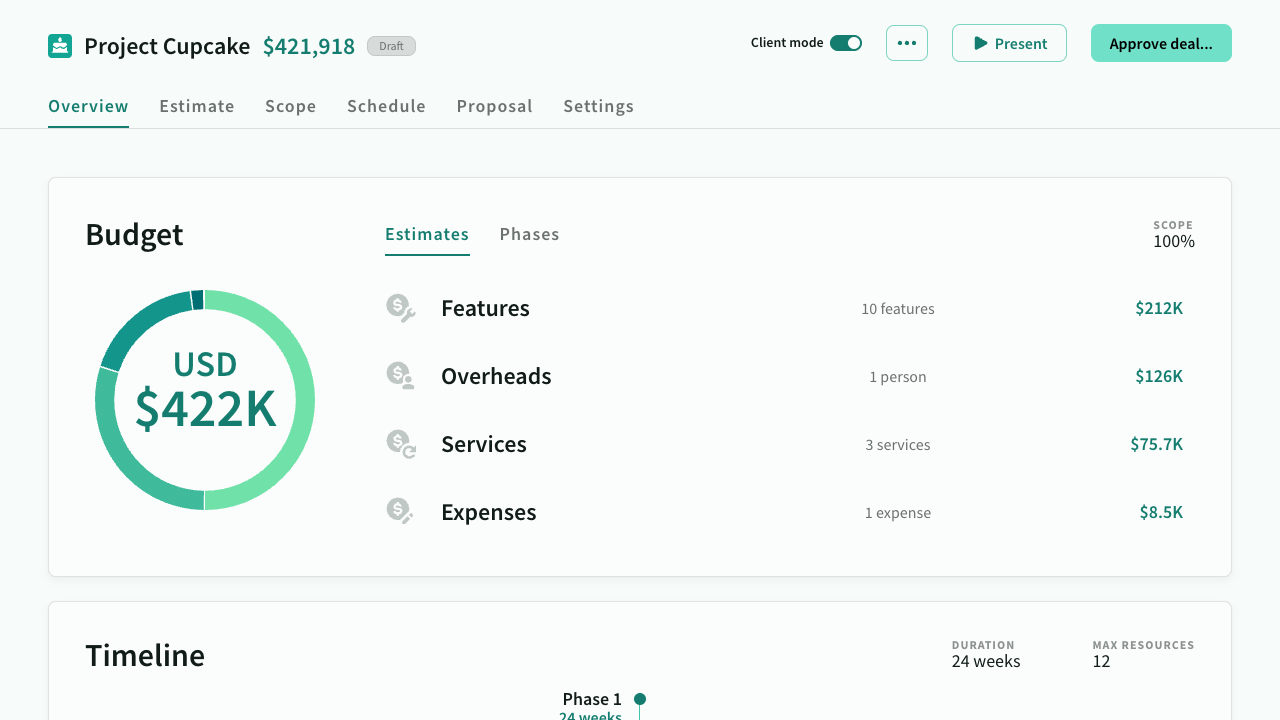 Project Cupcake $421,918 Draft
Client mode ••• Present Approve deal...
Overview Estimate Scope Schedule Proposal Settings
Budget
Estimates Phases
SCOPE
100%
USD
$422K
Features 10 features $212K
Overheads 1 person $126K
Services 3 services $75.7K
Expenses 1 expense $8.5K
Timeline
DURATION
24 weeks
MAX RESOURCES
12
Phase 1
24 weeks